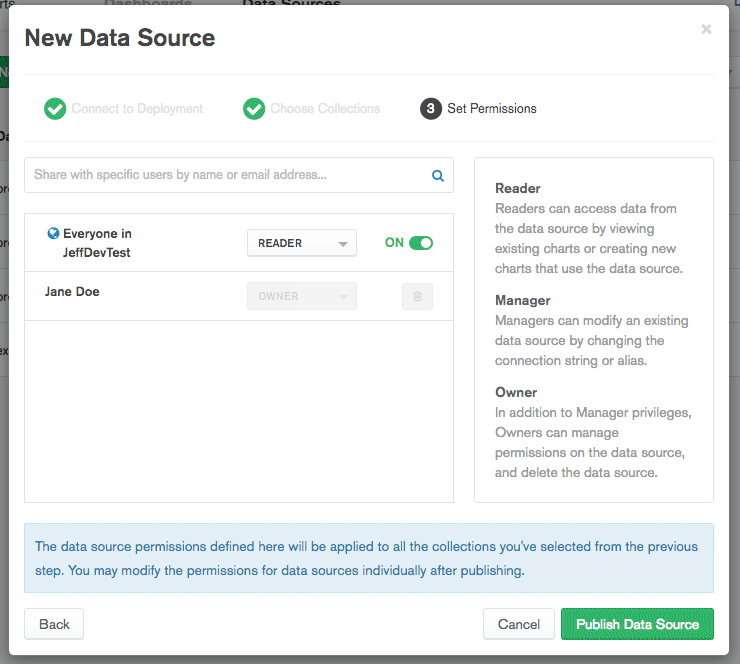 Dashboards Data Sources
New Data Source
×
Connect to Deployment
Choose Collections
3 Set Permissions
Share with specific users by name or email address...
Everyone in
JeffDevTest
READER
ON
Jane Doe
OWNER
Reader
Readers can access data from
the data source by viewing
existing charts or creating new
charts that use the data source.
Manager
Managers can modify an existing
data source by changing the
connection string or alias.
Owner
In addition to Manager privileges,
Owners can manage
permissions on the data source,
and delete the data source.
The data source permissions defined here will be applied to all the collections you've selected from the previous
step. You may modify the permissions for data sources individually after publishing.
Back
Cancel
Publish Data Source